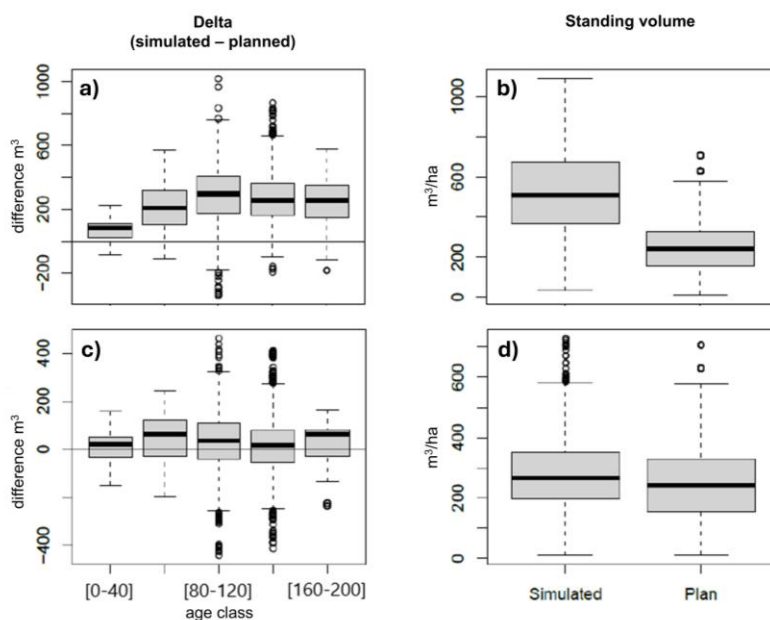 Delta
(simulated – planned)
Standing volume
a)
difference m³
1000
600
200
−200
b)
m³/ha
1000
600
200
0
c)
difference m³
400
200
0
−400
[0-40]
[80-120]
[160-200]
age class
d)
m³/ha
600
400
200
0
Simulated
Plan